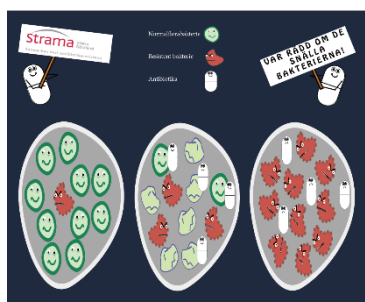 strama
Normalflorabakterie
Resistent bakterie
Antibiotika
VAR RÄDD OM DE
SNÄLLA
BAKTERIERNA!